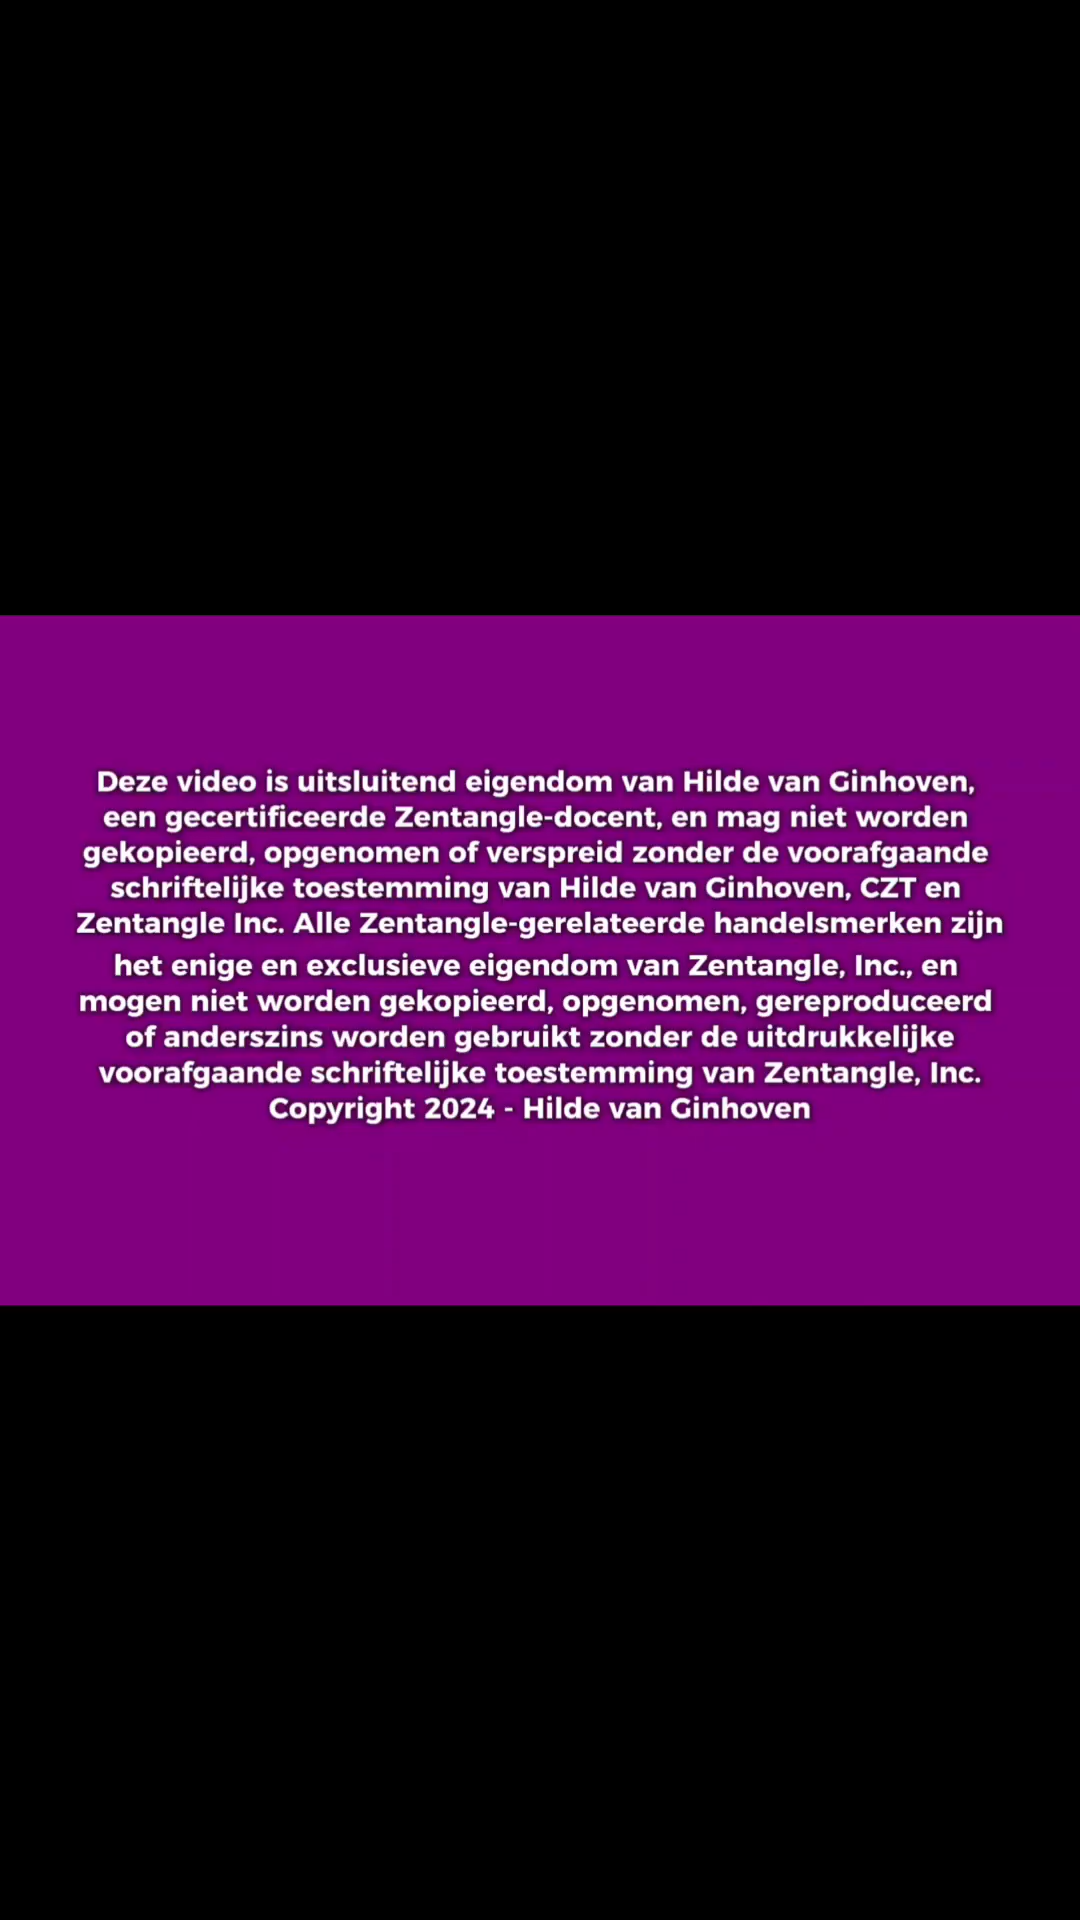 Deze video is uitsluitend eigendom van Hilde van Ginhoven,
een gecertificeerde Zentangle-docent, en mag niet worden
gekopieerd, opgenomen of verspreid zonder de voorafgaande
schriftelijke toestemming van Hilde van Ginhoven, CZT en
Zentangle Inc. Alle Zentangle-gerelateerde handelsmerken zijn
het enige en exclusieve eigendom van Zentangle, Inc., en
mogen niet worden gekopieerd, opgenomen, gereproduceerd
of anderszins worden gebruikt zonder de uitdrukkelijke
voorafgaande schriftelijke toestemming van Zentangle, Inc.
Copyright 2024 - Hilde van Ginhoven